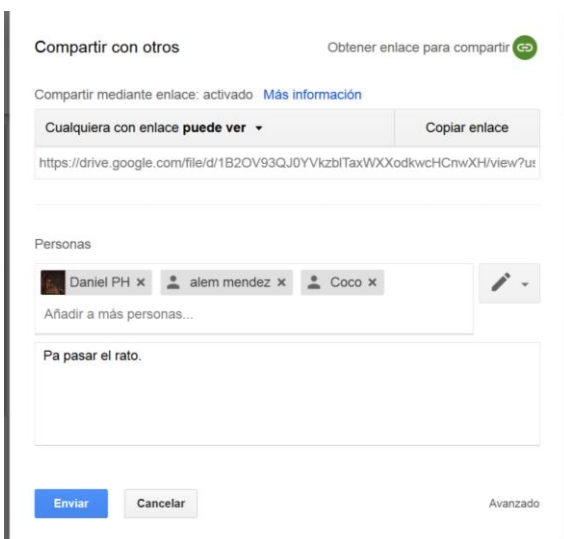 Compartir con otros
Obtener enlace para compartir
Compartir mediante enlace: activado Más información
Cualquiera con enlace puede ver
Copiar enlace
https://drive.google.com/file/d/1B2OV93QJ0YVkzblTaxWXXodkwcHCnwXH/view?us
Personas
Daniel PH × alem mendez × Coco ×
Añadir a más personas...
Pa pasar el rato.
Enviar
Cancelar
Avanzado